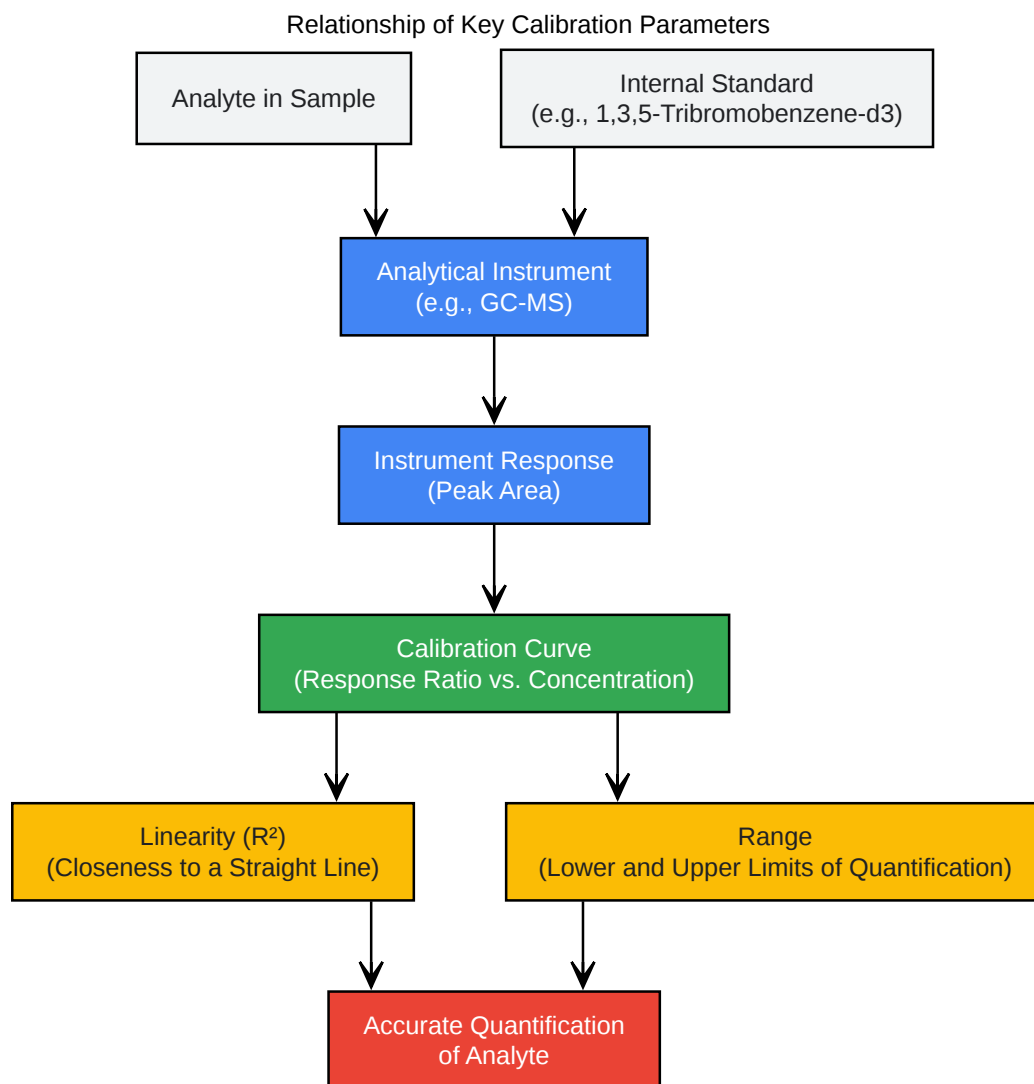 Relationship of Key Calibration Parameters
Analyte in Sample
Internal Standard
(e.g., 1,3,5-Tribromobenzene-d3)
Analytical Instrument
(e.g., GC-MS)
Instrument Response
(Peak Area)
Calibration Curve
(Response Ratio vs. Concentration)
Linearity (R²)
(Closeness to a Straight Line)
Range
(Lower and Upper Limits of Quantification)
Accurate Quantification
of Analyte